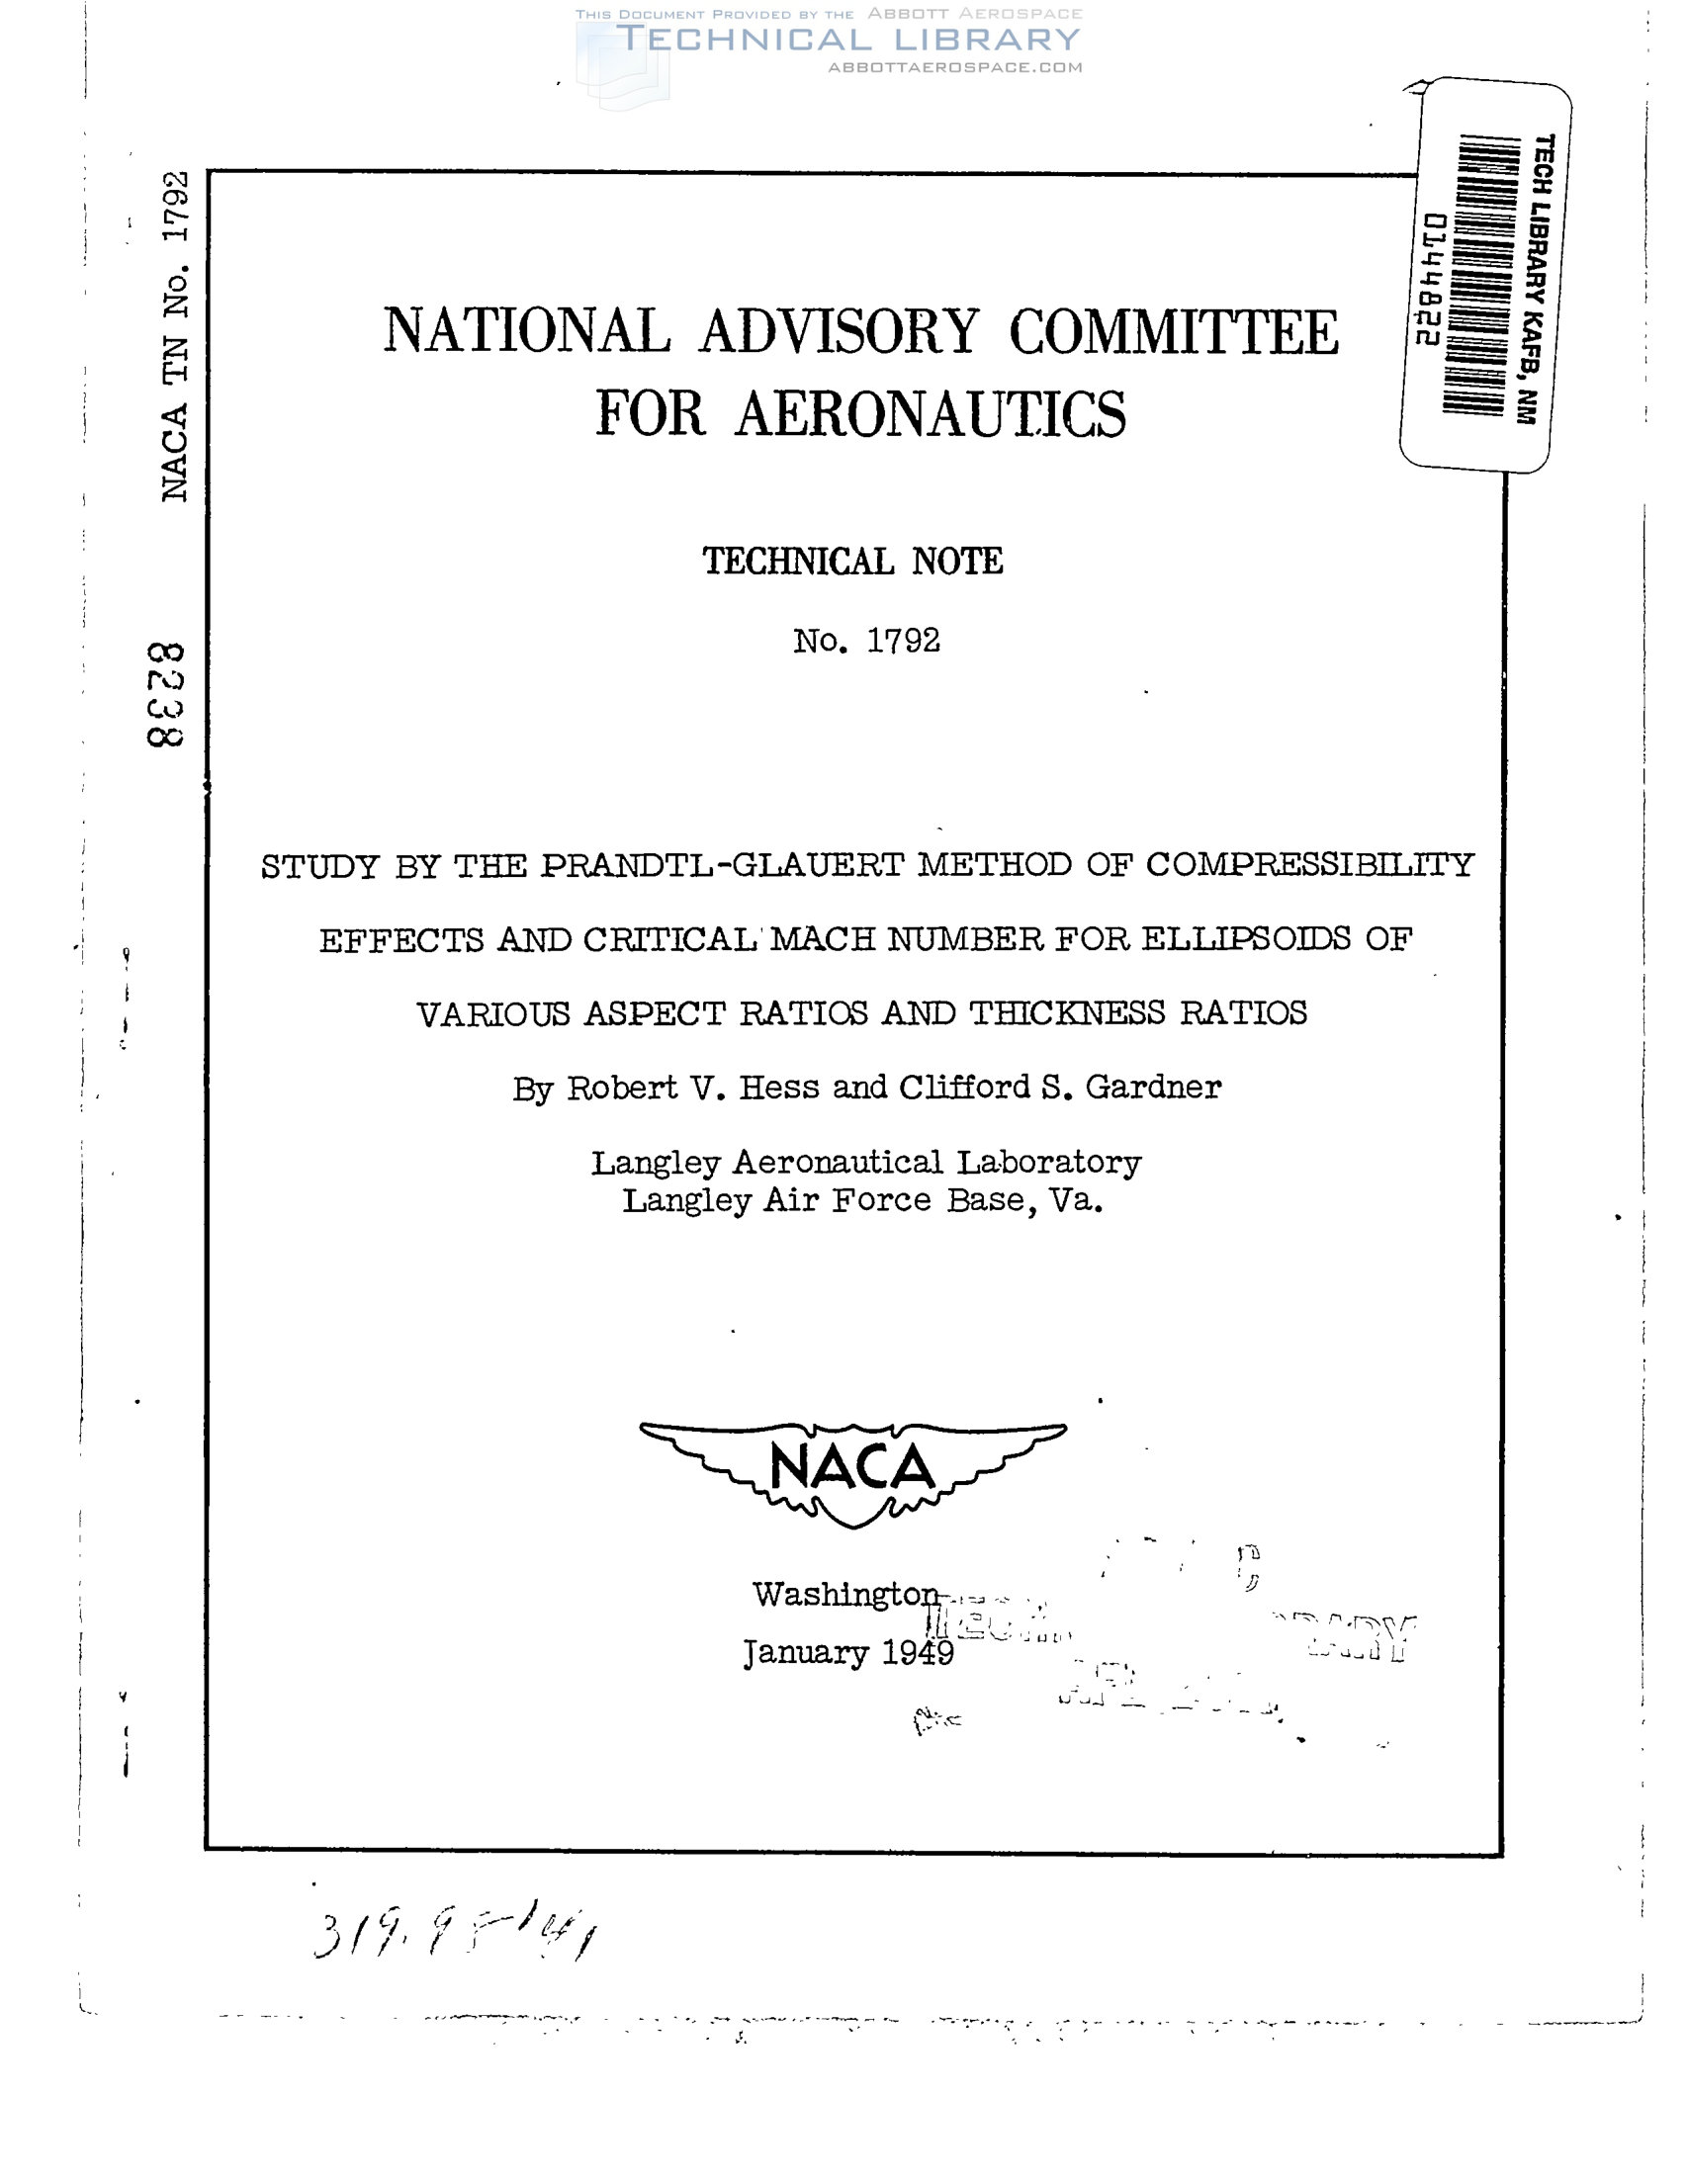 THIS DOCUMENT PROVIDED BY THE ABBOTT AEROSPACE
TECHNICAL LIBRARY
ABBOTTAEROSPACE.COM
TECH LIBRARY KAFB, NM
0144822
NACA TN No. 1792
8238
NATIONAL ADVISORY COMMITTEE
FOR AERONAUTICS
TECHNICAL NOTE
No. 1792
STUDY BY THE PRANDTL-GLAUERT METHOD OF COMPRESSIBILITY
EFFECTS AND CRITICAL MACH NUMBER FOR ELLIPSOIDS OF
VARIOUS ASPECT RATIOS AND THICKNESS RATIOS
By Robert V. Hess and Clifford S. Gardner
Langley Aeronautical Laboratory
Langley Air Force Base, Va.
NACA
Washington
January 1949